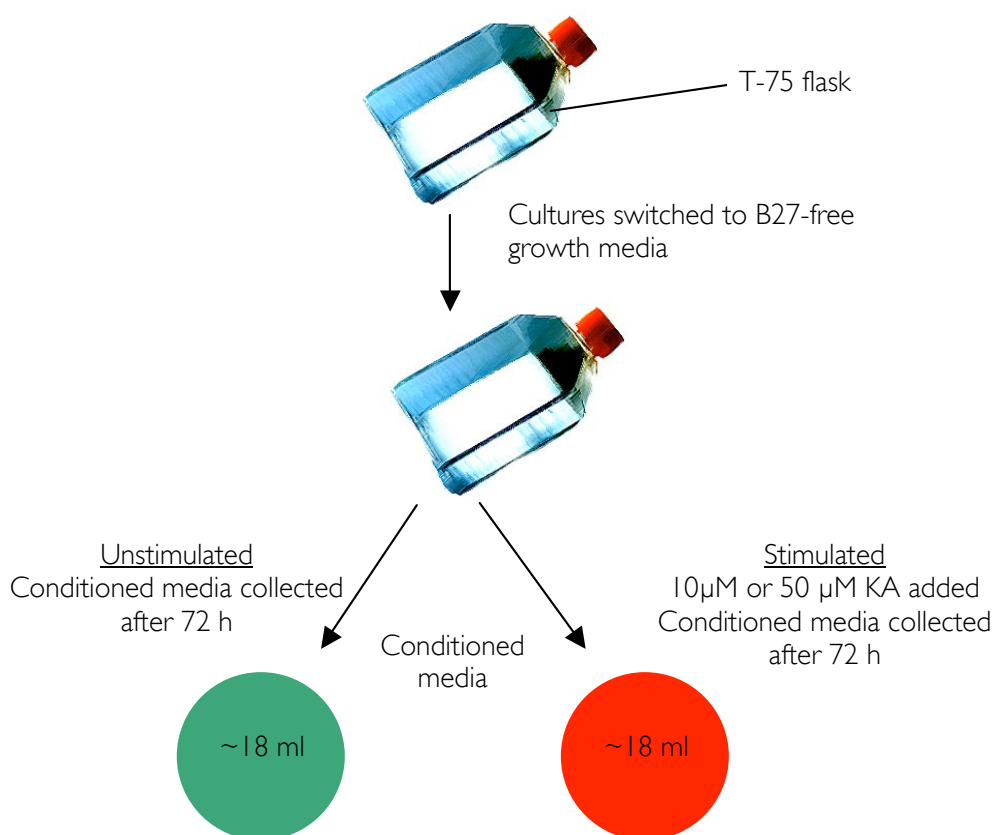 T-75 flask
Cultures switched to B27-free
growth media
Unstimulated
Conditioned media collected
after 72 h
Stimulated
10µM or 50 µM KA added
Conditioned media collected
after 72 h
Conditioned
media
~18 ml
~18 ml